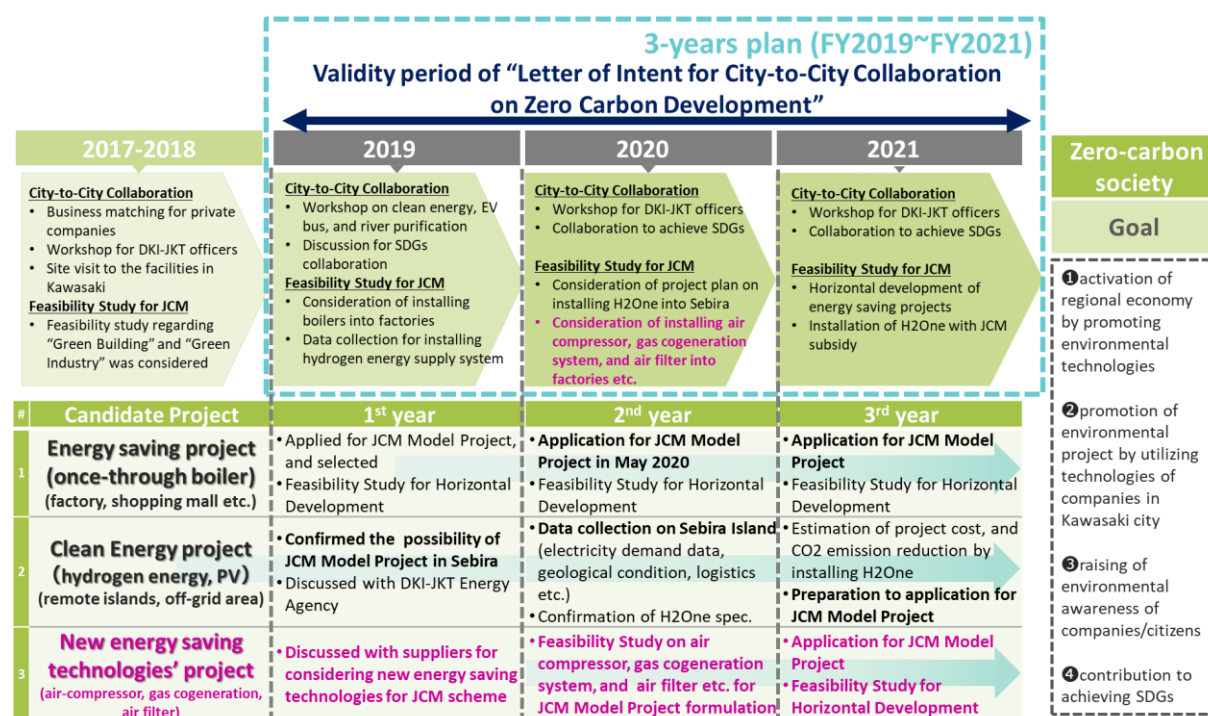 3-years plan (FY2019~FY2021)
Validity period of “Letter of Intent for City-to-City Collaboration
on Zero Carbon Development”
2017-2018
City-to-City Collaboration
• Business matching for private
companies
• Workshop for DKI-JKT officers
• Site visit to the facilities in
Kawasaki
Feasibility Study for JCM
• Feasibility study regarding
“Green Building” and “Green
Industry” was considered
2019
City-to-City Collaboration
• Workshop on clean energy, EV
bus, and river purification
• Discussion for SDGs
collaboration
Feasibility Study for JCM
• Consideration of installing
boilers into factories
• Data collection for installing
hydrogen energy supply system
2020
City-to-City Collaboration
• Workshop for DKI-JKT officers
• Collaboration to achieve SDGs
Feasibility Study for JCM
• Consideration of project plan on
installing H2One into Sebira
• Consideration of installing air
compressor, gas cogeneration
system, and air filter into
factories etc.
2021
City-to-City Collaboration
• Workshop for DKI-JKT officers
• Collaboration to achieve SDGs
Feasibility Study for JCM
• Horizontal development of
energy saving projects
• Installation of H2One with JCM
subsidy
Zero-carbon
society
Goal
❶activation of
regional economy
by promoting
environmental
technologies
❷promotion of
environmental
project by utilizing
technologies of
companies in
Kawasaki city
❸raising of
environmental
awareness of
companies/citizens
❹contribution to
achieving SDGs
# Candidate Project 1st year 2nd year 3rd year
1
Energy saving project
(once-through boiler)
(factory, shopping mall etc.)
• Applied for JCM Model Project,
and selected
• Feasibility Study for Horizontal
Development
• Application for JCM Model
Project in May 2020
• Feasibility Study for Horizontal
Development
• Application for JCM Model
Project
• Feasibility Study for Horizontal
Development
2
Clean Energy project
(hydrogen energy, PV)
(remote islands, off-grid area)
• Confirmed the possibility of
JCM Model Project in Sebira
• Discussed with DKI-JKT Energy
Agency
• Data collection on Sebira Island
(electricity demand data,
geological condition, logistics
etc.)
• Confirmation of H2One spec.
• Estimation of project cost, and
CO2 emission reduction by
installing H2One
• Preparation to application for
JCM Model Project
3
New energy saving
technologies’ project
(air-compressor, gas cogeneration,
air filter)
• Discussed with suppliers for
considering new energy saving
technologies for JCM scheme
• Feasibility Study on air
compressor, gas cogeneration
system, and air filter etc. for
JCM Model Project formulation
• Application for JCM Model
Project
• Feasibility Study for
Horizontal Development